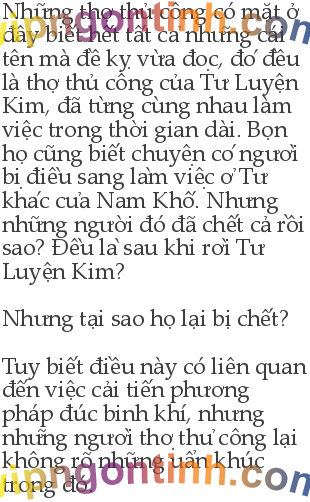 Những thợ thủ công có mặt ở
đây biết hết tất cả những cái
tên mà đề kỵ vừa đọc, đó đều
là thợ thủ công của Tư Luyện
Kim, đã từng cùng nhau làm
việc trong thời gian dài. Bọn
họ cũng biết chuyện có người
bị điều sang làm việc ở Tư
khác của Nam Khố. Nhưng
những người đó đã chết cả rồi
sao? Đều là sau khi rời Tư
Luyện Kim?
Nhưng tại sao họ lại bị chết?
Tuy biết điều này có liên quan
đến việc cải tiến phương
pháp đúc binh khí, nhưng
những người thợ thủ công lại
không rõ những uẩn khúc
trong đó.
vipngontinh.com
vipngontinh.com